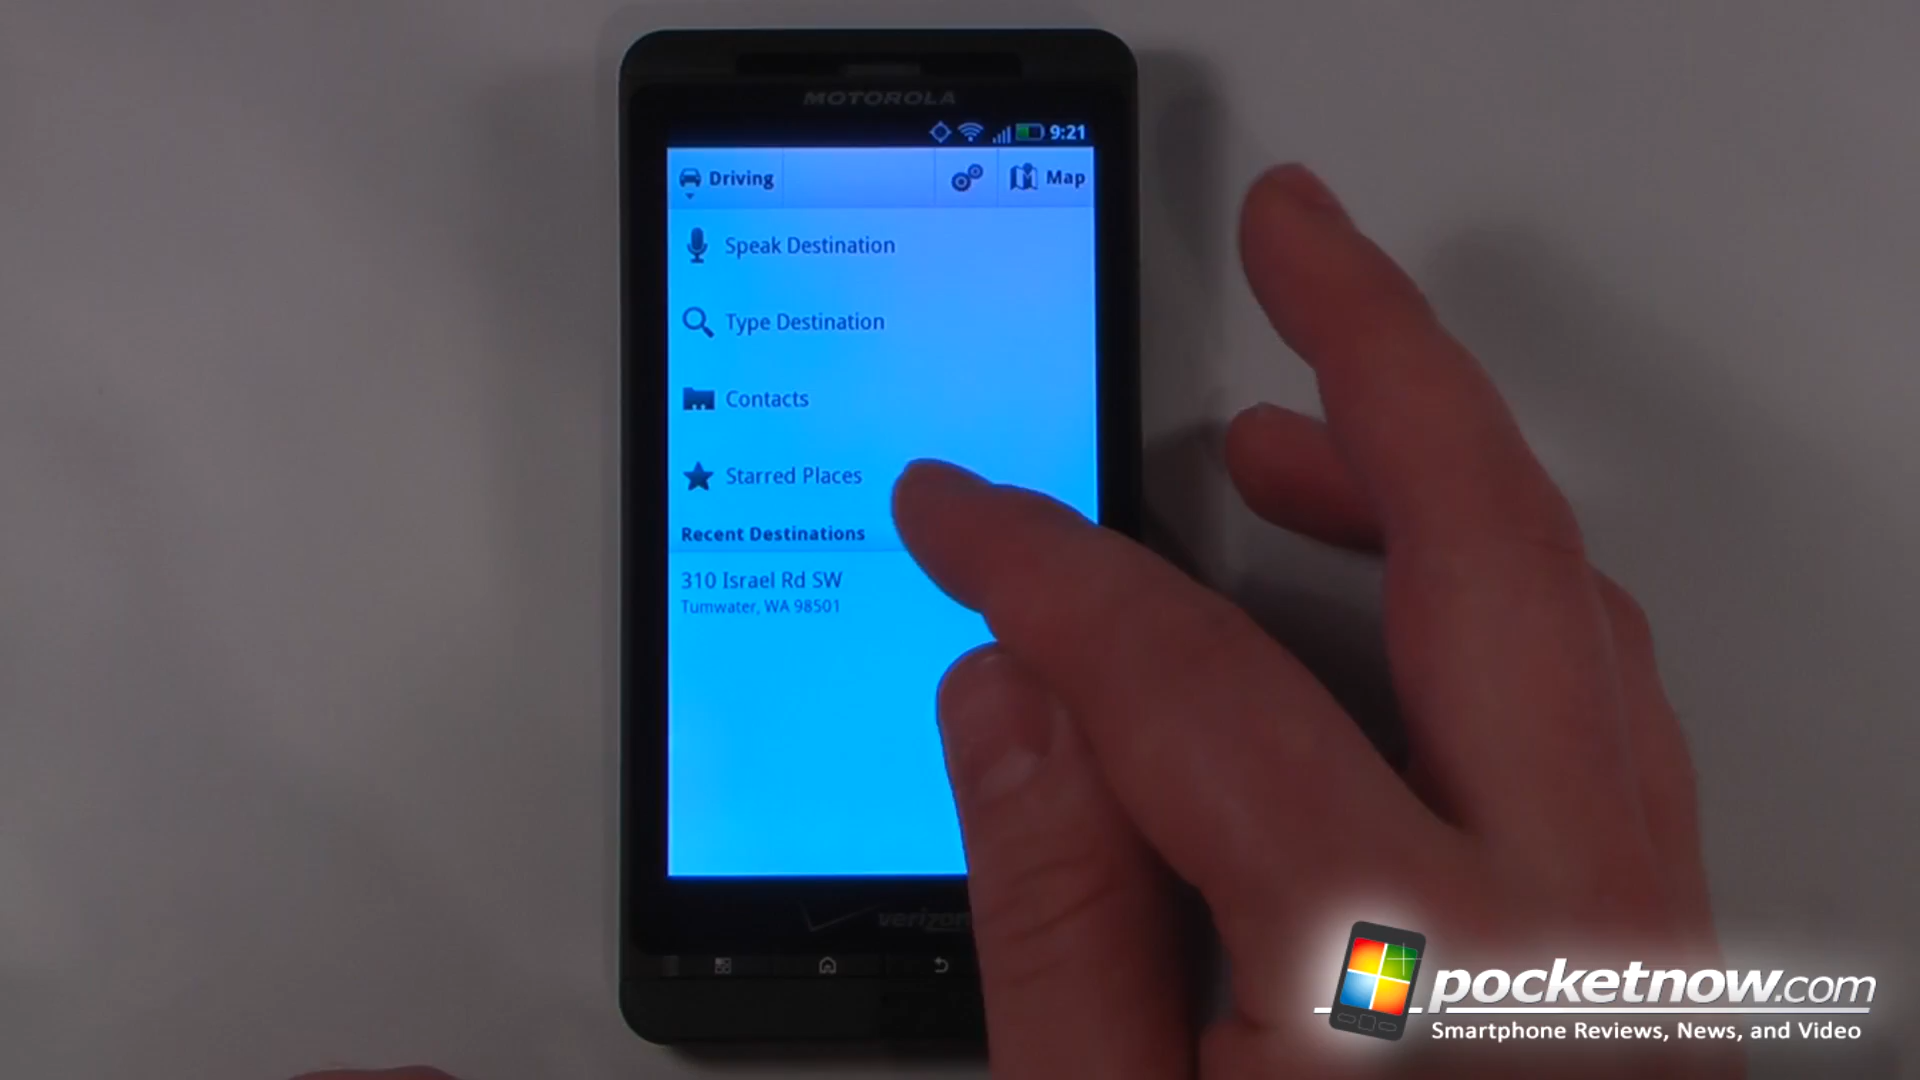 MOTOROLA
9:21
Driving
Map
Speak Destination
Type Destination
Contacts
Starred Places
Recent Destinations
310 Israel Rd SW
Tumwater, WA 98501
verizon
pocketnow.com
Smartphone Reviews, News, and Video